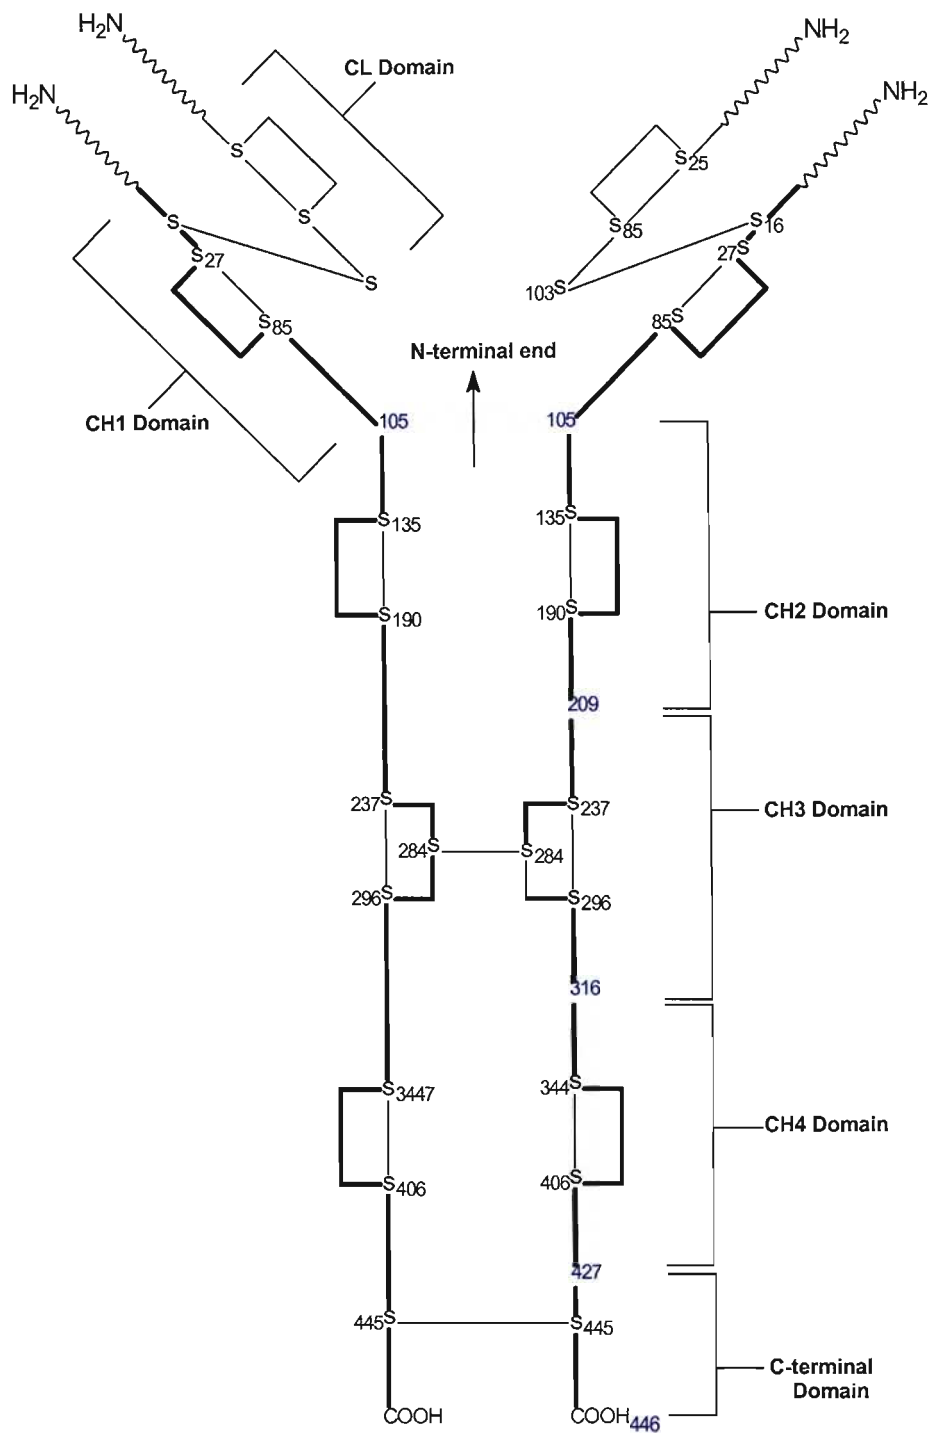 H2N
NH2
CL Domain
H2N
NH2
S
S25
S
S
S16
S85
S27
27S
S
103S
S85
85S
N-terminal end
105
105
CH1 Domain
S135
135S
S190
190S
CH2 Domain
209
237S
S237
CH3 Domain
284S
S284
296S
S296
316
S3447
344S
CH4 Domain
S406
406S
427
445S
S445
C-terminal
Domain
COOH
COOH446